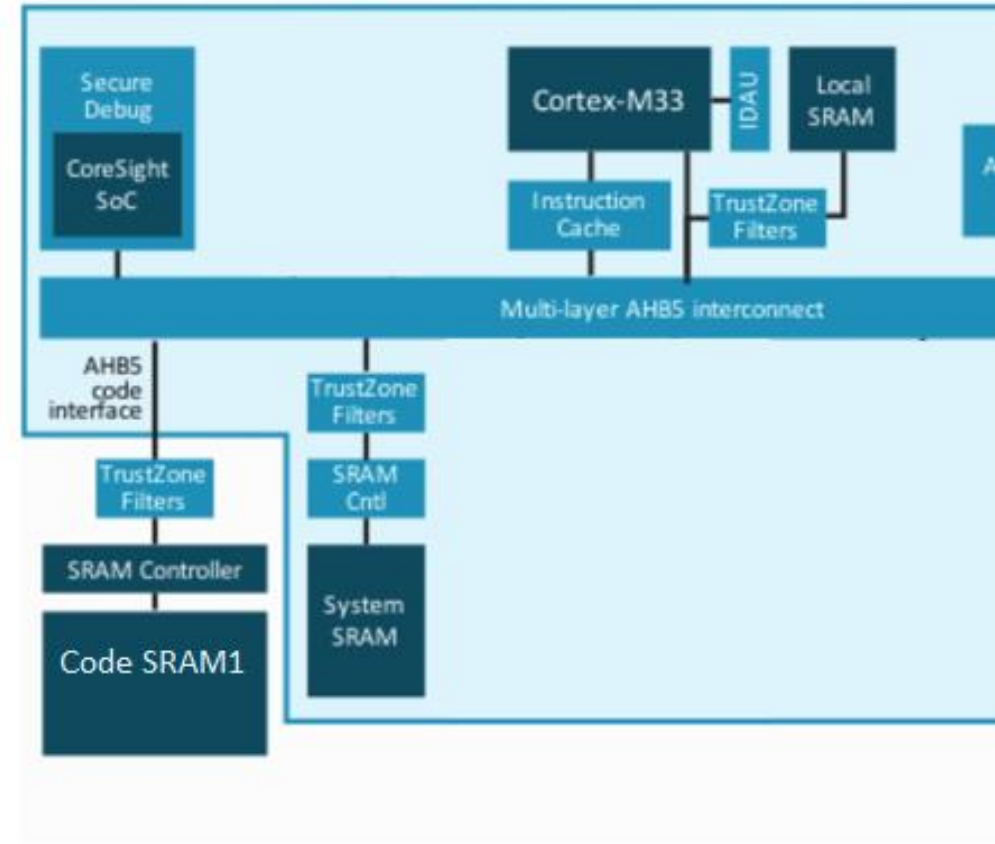 Secure
Debug
CoreSight
SoC
Cortex-M33
IDAU
Local
SRAM
Instruction
Cache
TrustZone
Filters
A
Multi-layer AHB5 interconnect
AHB5
code
interface
TrustZone
Filters
SRAM
Cntl
System
SRAM
TrustZone
Filters
SRAM Controller
Code SRAM1